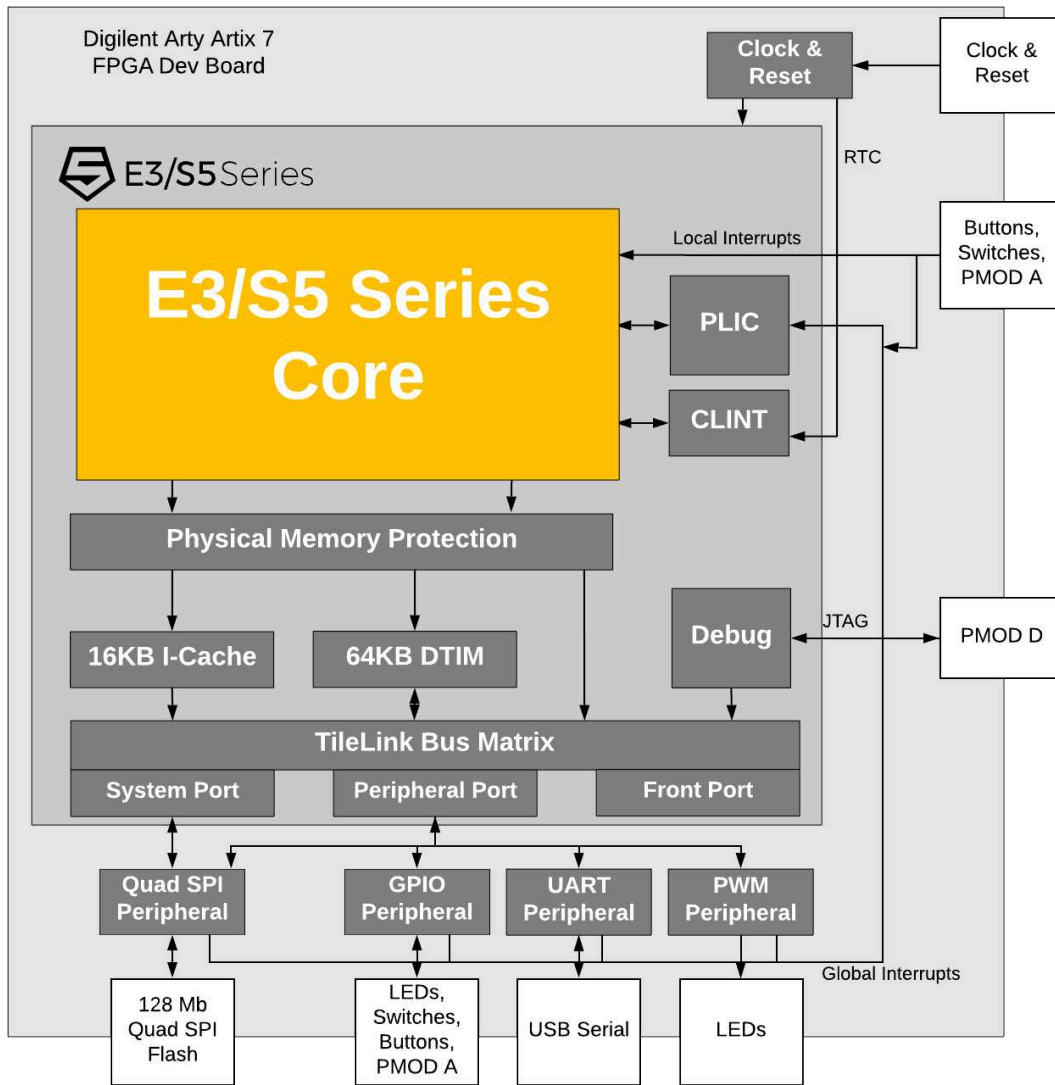 Digilent Arty Artix 7
FPGA Dev Board
Clock &
Reset
Clock &
Reset
RTC
E3/S5 Series
E3/S5 Series
Core
Local Interrupts
Buttons,
Switches,
PMOD A
PLIC
CLINT
Physical Memory Protection
16KB I-Cache
64KB DTIM
Debug
JTAG
PMOD D
TileLink Bus Matrix
System Port
Peripheral Port
Front Port
Quad SPI
Peripheral
GPIO
Peripheral
UART
Peripheral
PWM
Peripheral
Global Interrupts
128 Mb
Quad SPI
Flash
LEDs,
Switches,
Buttons,
PMOD A
USB Serial
LEDs